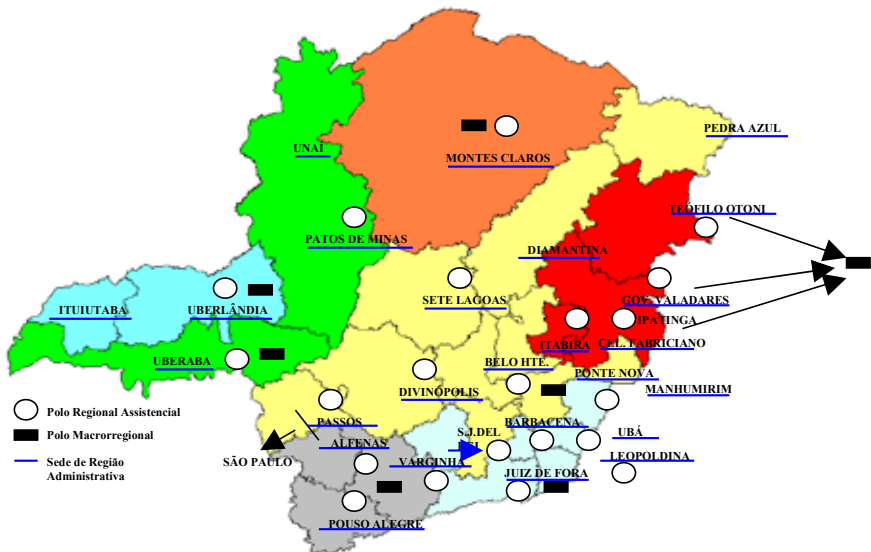 PEDRA AZUL
UNAÍ
MONTES CLAROS
TEÓFILO OTONI
PATOS DE MINAS
DIAMANTINA
ITUIUTABA
UBERLÂNDIA
SETE LAGOAS
GOV. VALADARES
IPATINGA
ITABIRA
CEL. FABRICIANO
UBERABA
BELO HTE.
PONTE NOVA
DIVINÓPOLIS
MANHUMIRIM
Polo Regional Assistencial
PASSOS
BARBACENA
Polo Macrorregional
ALFENAS
S.J.DEL
UBÁ
SÃO PAULO
VARGINHA
LEOPOLDINA
Sede de Região
Administrativa
JUIZ DE FORA
POUSO ALEGRE